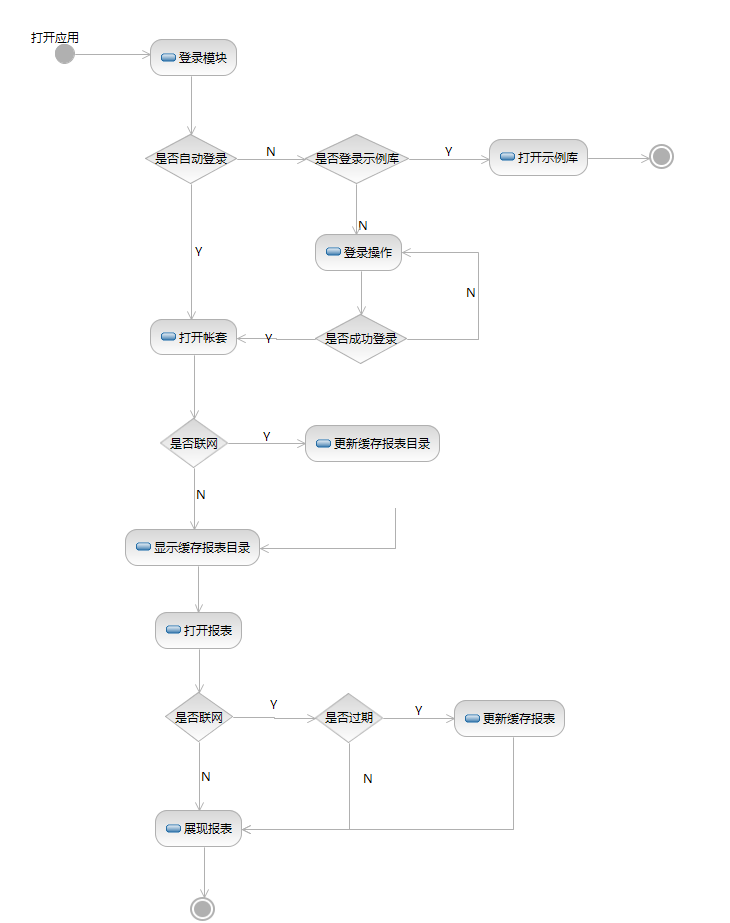 打开应用
登录模块
是否自动登录
N
是否登录示例库
Y
打开示例库
N
Y
登录操作
N
打开帐套
Y
是否成功登录
是否联网
Y
更新缓存报表目录
N
显示缓存报表目录
打开报表
是否联网
Y
是否过期
Y
更新缓存报表
N
N
展现报表